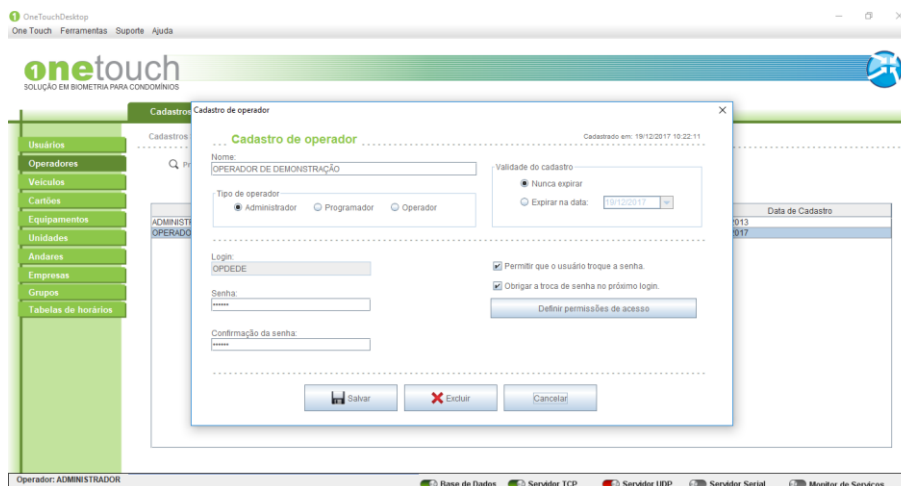 OneTouchDesktop
One Touch Ferramentas Suporte Ajuda
onetouch
SOLUÇÃO EM BIOMETRIA PARA CONDOMÍNIOS
Cadastros
Cadastros
Usuários
Operadores
Veículos
Cartões
Equipamentos
Unidades
Andares
Empresas
Grupos
Tabelas de horários
Data de Cadastro
Cadastro de operador
Cadastro de operador
Cadastrado em: 19/12/2017 10:22:11
Nome:
OPERADOR DE DEMONSTRAÇÃO
Tipo de operador
Administrador Programador Operador
Validade do cadastro
Nunca expirar
Expirar na data: 19/12/2017
Login:
OPDEDE
Senha:
••••••
Confirmação da senha:
••••••
Permitir que o usuário troque a senha.
Obrigar a troca de senha no próximo login.
Definir permissões de acesso
Salvar Excluir Cancelar
Operador: ADMINISTRADOR
Base de Dados Servidor TCP Servidor UDP Servidor Serial Monitor de Serviços